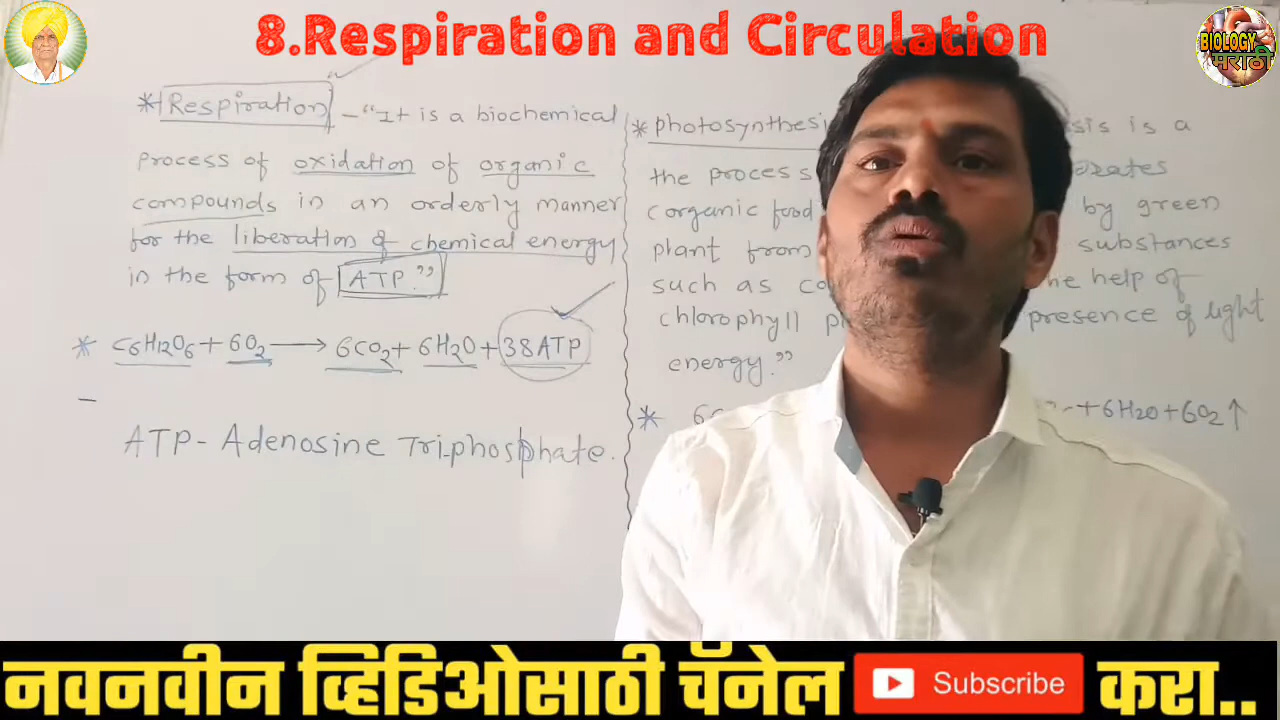 8.Respiration and Circulation
BIOLOGY
मराठी
* Respiration - "It is a biochemical
process of oxidation of organic
compounds in an orderly manner
for the liberation of chemical energy
in the form of ATP."
* C6H12O6 + 6O2 → 6CO2 + 6H2O + 38ATP
-
ATP - Adenosine Tri-phosphate.
* photosynthesi sis is a
the process
(organic food by green
plant from substances
such as he help of
chlorophyll presence of light
energy."
* +6H2O+6O2↑
नवनवीन व्हिडिओसाठी चॅनेल Subscribe करा..